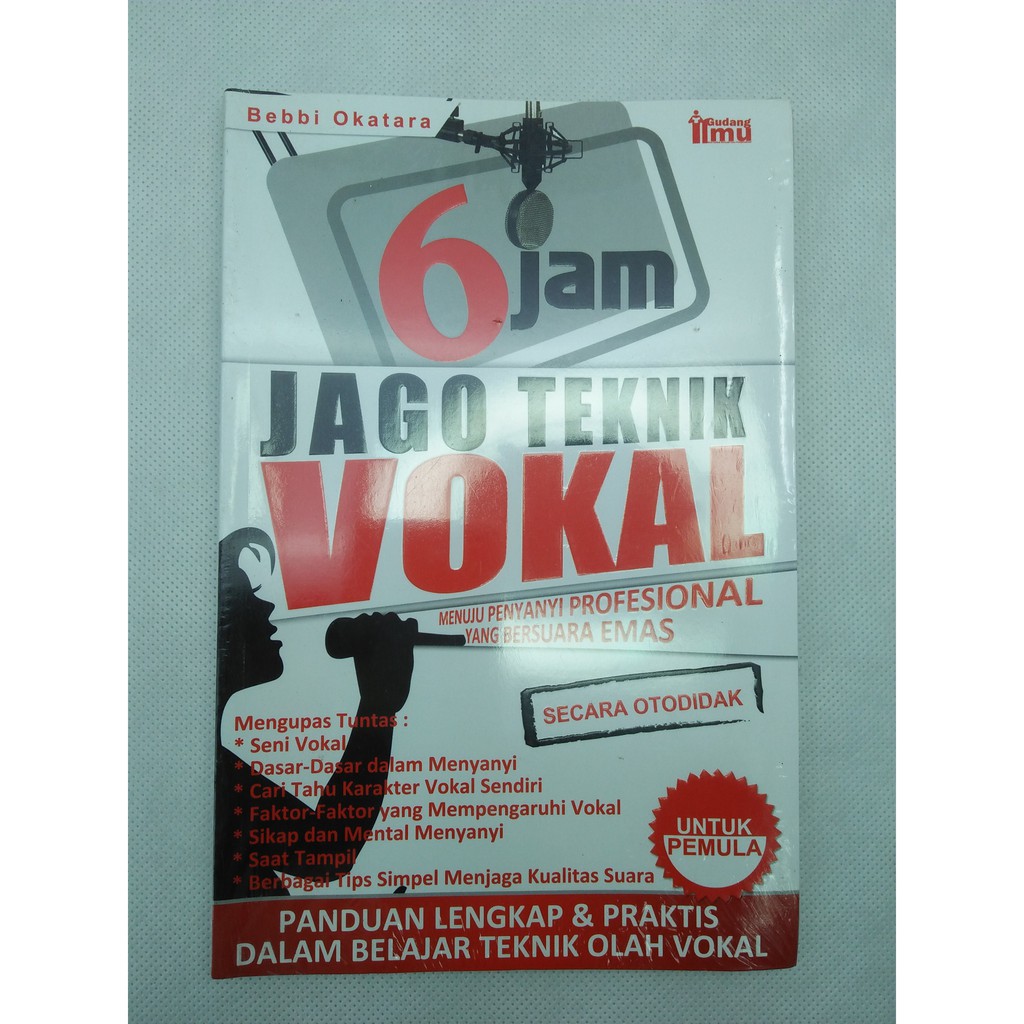 Bebbi Okatara
Gudang
ilmu
6 jam
JAGO TEKNIK
VOKAL
MENUJU PENYANYI PROFESIONAL
YANG BERSUARA EMAS
SECARA OTODIDAK
Mengupas Tuntas :
* Seni Vokal
* Dasar-Dasar dalam Menyanyi
* Cari Tahu Karakter Vokal Sendiri
* Faktor-Faktor yang Mempengaruhi Vokal
* Sikap dan Mental Menyanyi
* Saat Tampil
* Berbagai Tips Simpel Menjaga Kualitas Suara
UNTUK
PEMULA
PANDUAN LENGKAP & PRAKTIS
DALAM BELAJAR TEKNIK OLAH VOKAL